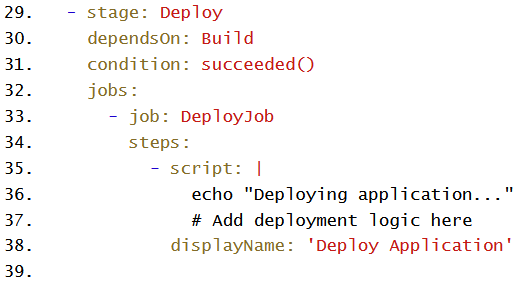 29.   - stage: Deploy
30.     dependsOn: Build
31.     condition: succeeded()
32.     jobs:
33.       - job: DeployJob
34.         steps:
35.           - script: |
36.               echo "Deploying application..."
37.               # Add deployment logic here
38.             displayName: 'Deploy Application'
39.